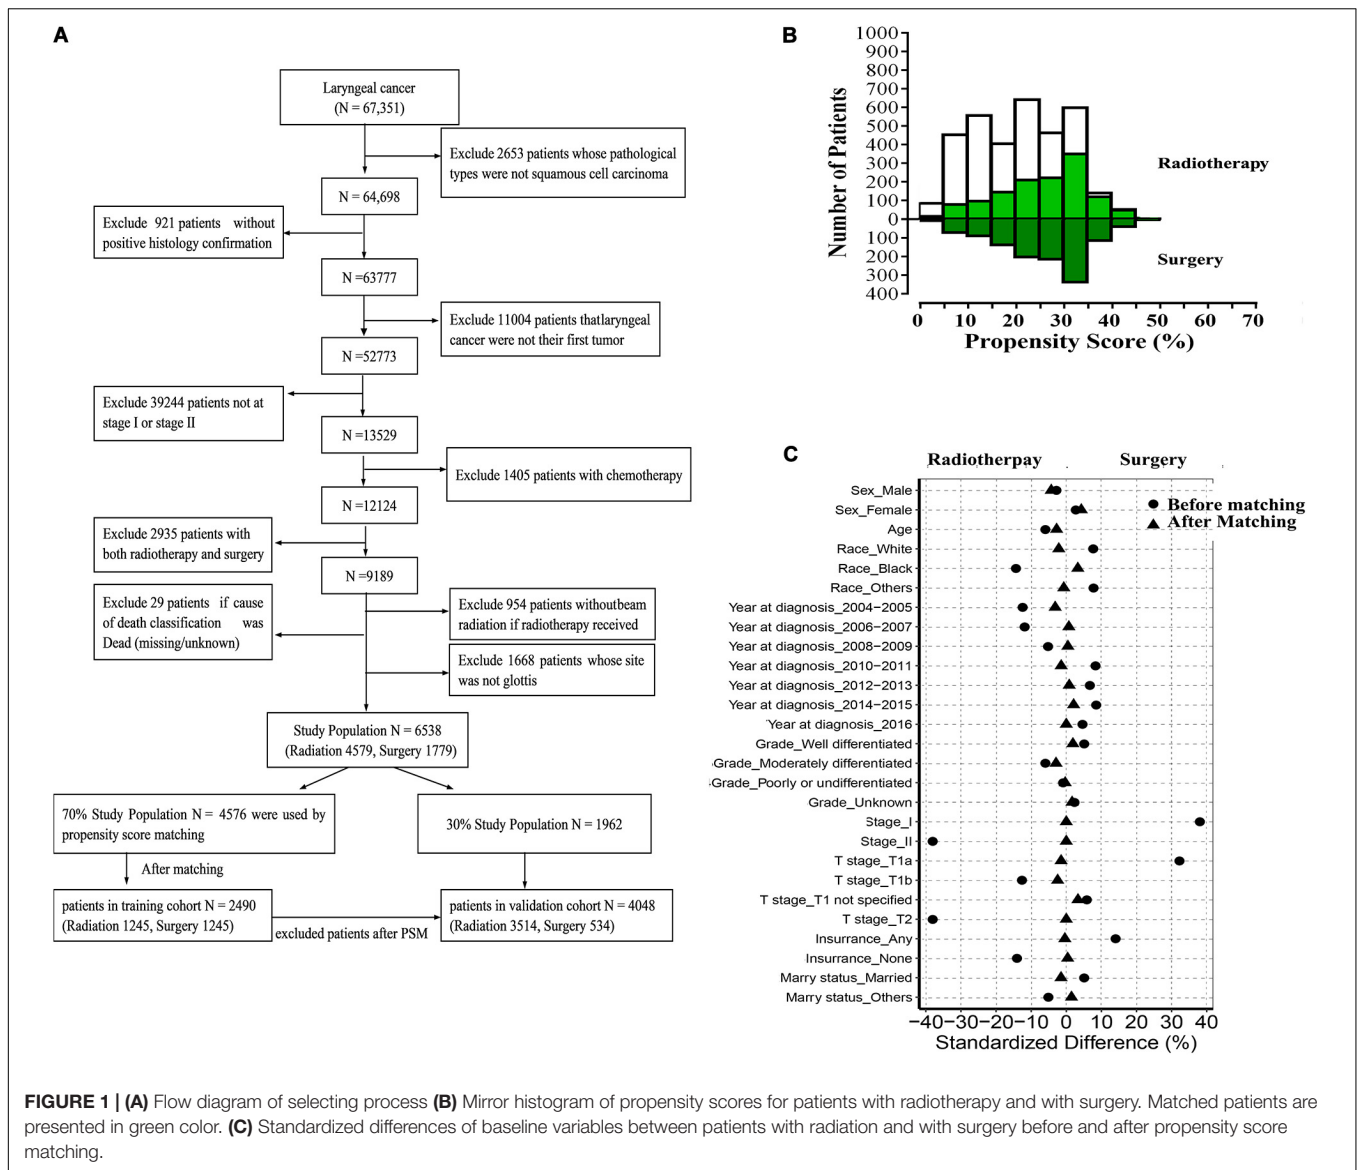 A
Laryngeal cancer
(N = 67,351)
Exclude 2653 patients whose pathological
types were not squamous cell carcinoma
N = 64,698
Exclude 921 patients without
positive histology confirmation
N =63777
Exclude 11004 patients thatlaryngeal
cancer were not their first tumor
N =52773
Exclude 39244 patients not at
stage I or stage II
N =13529
Exclude 1405 patients with chemotherapy
N =12124
Exclude 2935 patients with
both radiotherapy and surgery
N =9189
Exclude 29 patients if cause
of death classification was
Dead (missing/unknown)
Exclude 954 patients withoutbeam
radiation if radiotherapy received
Exclude 1668 patients whose site
was not glottis
Study Population N = 6538
(Radiation 4579, Surgery 1779)
70% Study Population N = 4576 were used by
propensity score matching
30% Study Population N = 1962
After matching
patients in training cohort N = 2490
(Radiation 1245, Surgery 1245)
excluded patients after PSM
patients in validation cohort N = 4048
(Radiation 3514, Surgery 534)
B
Number of Patients
1000
900
800
700
600
500
400
300
200
100
0
100
200
300
400
Radiotherapy
Surgery
0 10 20 30 40 50 60 70
Propensity Score (%)
C
Radiotherpay Surgery
Before matching
After Matching
Sex_Male
Sex_Female
Age
Race_White
Race_Black
Race_Others
Year at diagnosis_2004−2005
Year at diagnosis_2006−2007
Year at diagnosis_2008−2009
Year at diagnosis_2010−2011
Year at diagnosis_2012−2013
Year at diagnosis_2014−2015
Year at diagnosis_2016
Grade_Well differentiated
Grade_Moderately differentiated
Grade_Poorly or undifferentiated
Grade_Unknown
Stage_I
Stage_II
T stage_T1a
T stage_T1b
T stage_T1 not specified
T stage_T2
Insurrance_Any
Insurrance_None
Marry status_Married
Marry status_Others
−40 −30 −20 −10 0 10 20 30 40
Standardized Difference (%)
FIGURE 1 | (A) Flow diagram of selecting process (B) Mirror histogram of propensity scores for patients with radiotherapy and with surgery. Matched patients are
presented in green color. (C) Standardized differences of baseline variables between patients with radiation and with surgery before and after propensity score
matching.